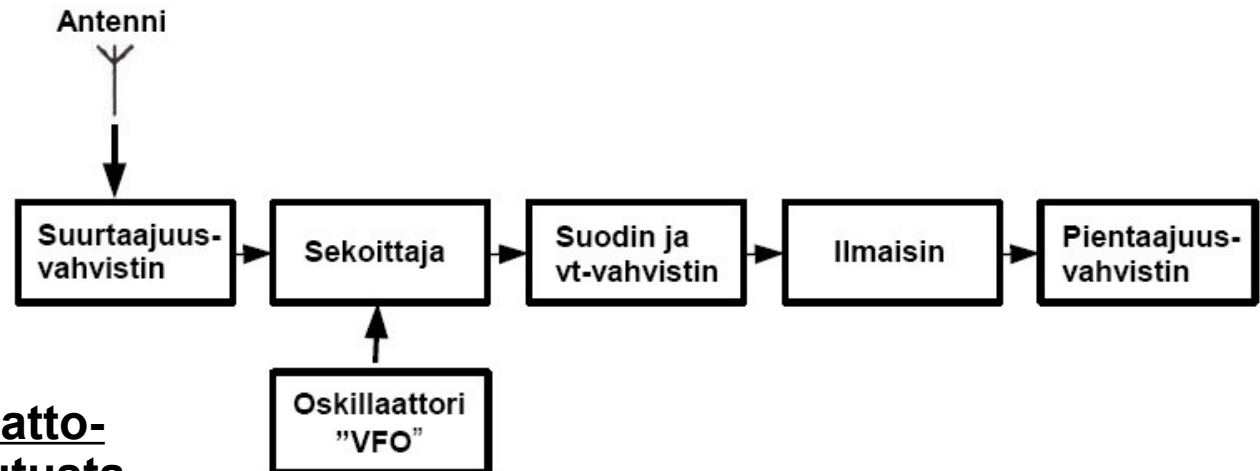 Antenni
Suurtaajuus-
vahvistin
Sekoittaja
Suodin ja
vt-vahvistin
Ilmaisin
Pientaajuus-
vahvistin
Oskillaattori
”VFO”
atto-